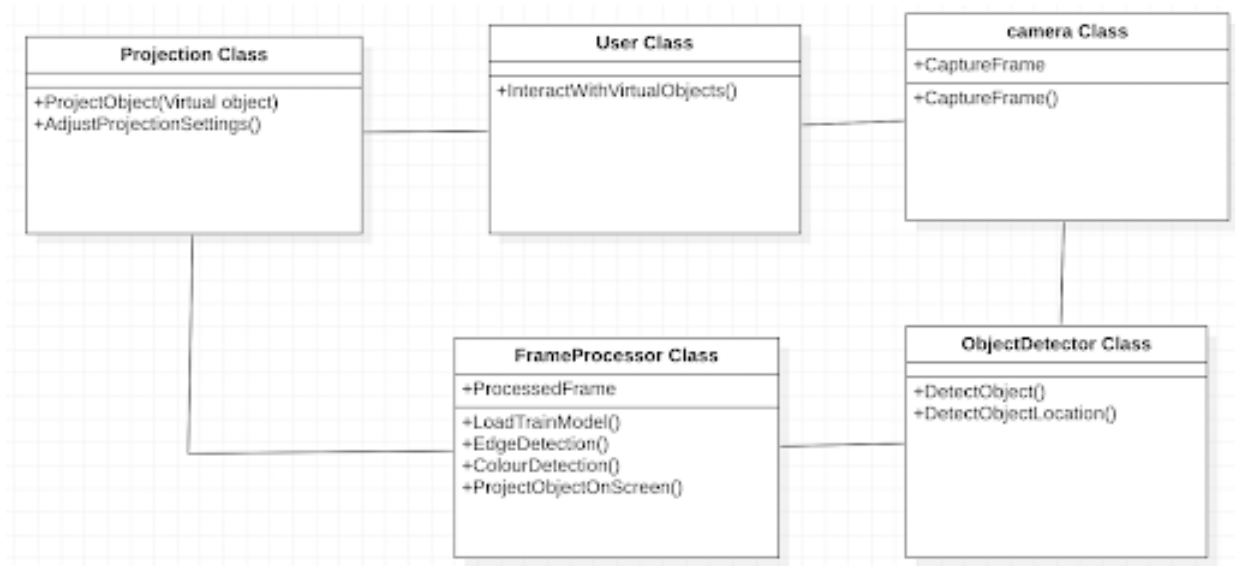 Projection Class
+ProjectObject(Virtual object)
+AdjustProjectionSettings()
User Class
+InteractWithVirtualObjects()
camera Class
+CaptureFrame
+CaptureFrame()
FrameProcessor Class
+ProcessedFrame
+LoadTrainModel()
+EdgeDetection()
+ColourDetection()
+ProjectObjectOnScreen()
ObjectDetector Class
+DetectObject()
+DetectObjectLocation()